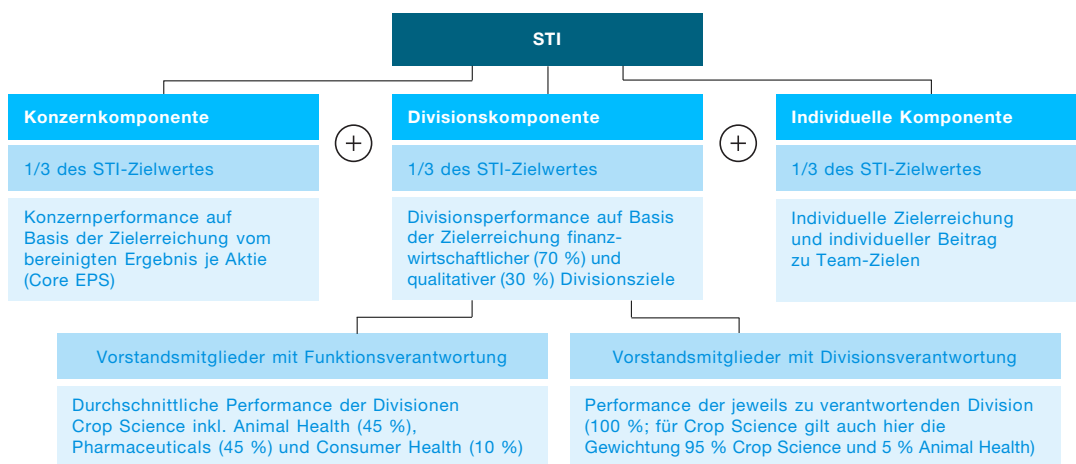 STI
Konzernkomponente
1/3 des STI-Zielwertes
Konzernperformance auf
Basis der Zielerreichung vom
bereinigten Ergebnis je Aktie
(Core EPS)
+
Divisionskomponente
1/3 des STI-Zielwertes
Divisionsperformance auf Basis
der Zielerreichung finanz-
wirtschaftlicher (70 %) und
qualitativer (30 %) Divisionsziele
+
Individuelle Komponente
1/3 des STI-Zielwertes
Individuelle Zielerreichung
und individueller Beitrag
zu Team-Zielen
Vorstandsmitglieder mit Funktionsverantwortung
Durchschnittliche Performance der Divisionen
Crop Science inkl. Animal Health (45 %),
Pharmaceuticals (45 %) und Consumer Health (10 %)
Vorstandsmitglieder mit Divisionsverantwortung
Performance der jeweils zu verantwortenden Division
(100 %; für Crop Science gilt auch hier die
Gewichtung 95 % Crop Science und 5 % Animal Health)